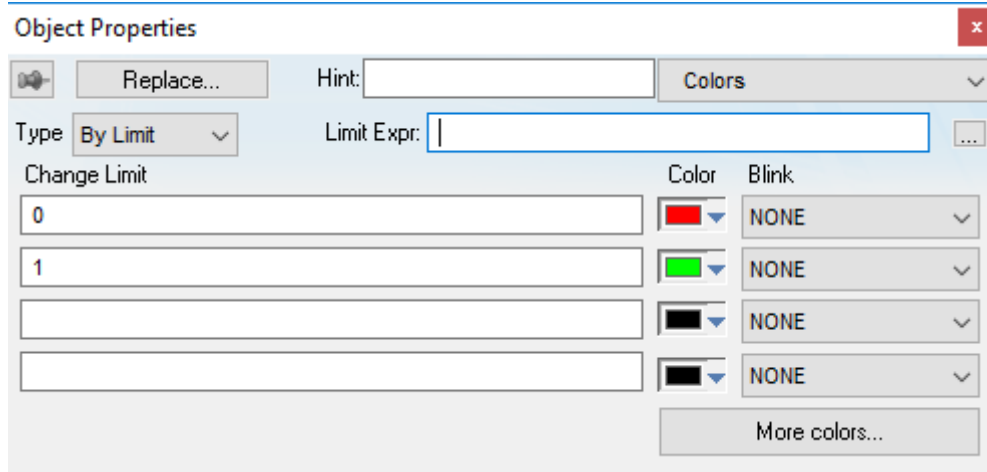 Object Properties
x
Replace... Hint: Colors
Type By Limit Limit Expr: ...
Change Limit Color Blink
0 NONE
1 NONE
NONE
NONE
More colors...